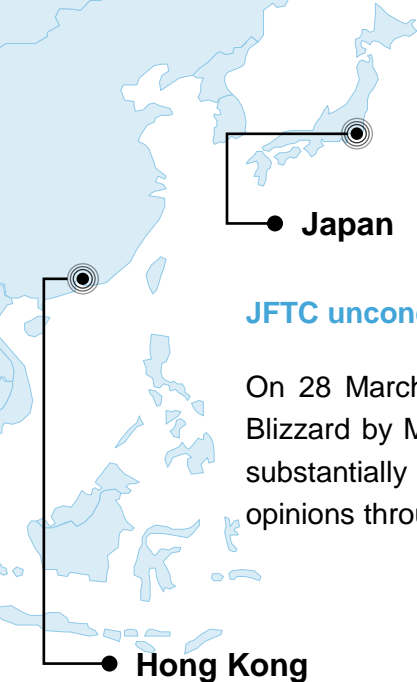 Japan
JFTC uncon
On 28 March
Blizzard by M
substantially
opinions throu
Hong Kong